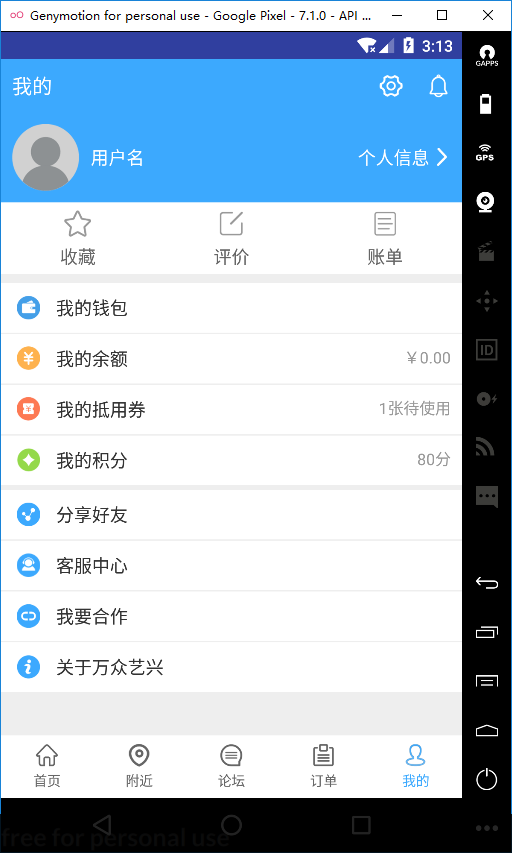 Genymotion for personal use - Google Pixel - 7.1.0 - API ...
3:13
我的
用户名
个人信息
收藏 评价 账单
我的钱包
我的余额 ￥0.00
我的抵用券 1张待使用
我的积分 80分
分享好友
客服中心
我要合作
关于万众艺兴
首页 附近 论坛 订单 我的
GAPPS
GPS
ID
free for personal use